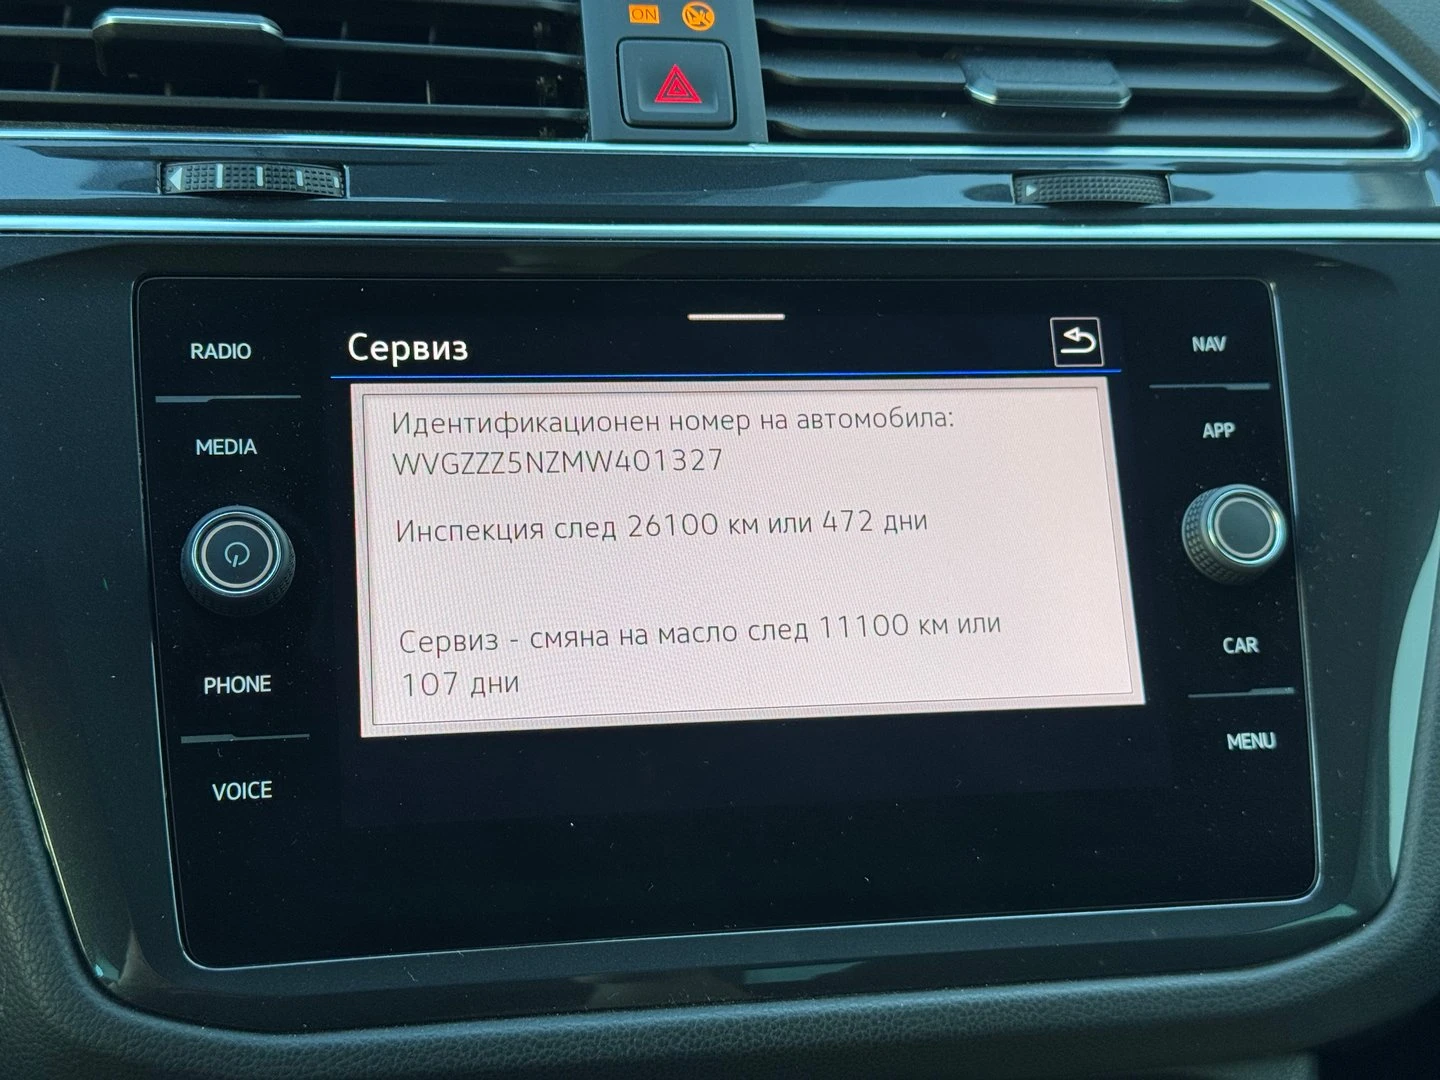 ON
RADIO
Сервиз
NAV
MEDIA
Идентификационен номер на автомобила:
WVGZZZ5NZMW401327
APP
Инспекция след 26100 км или 472 дни
Сервиз - смяна на масло след 11100 км или
107 дни
PHONE
CAR
VOICE
MENU